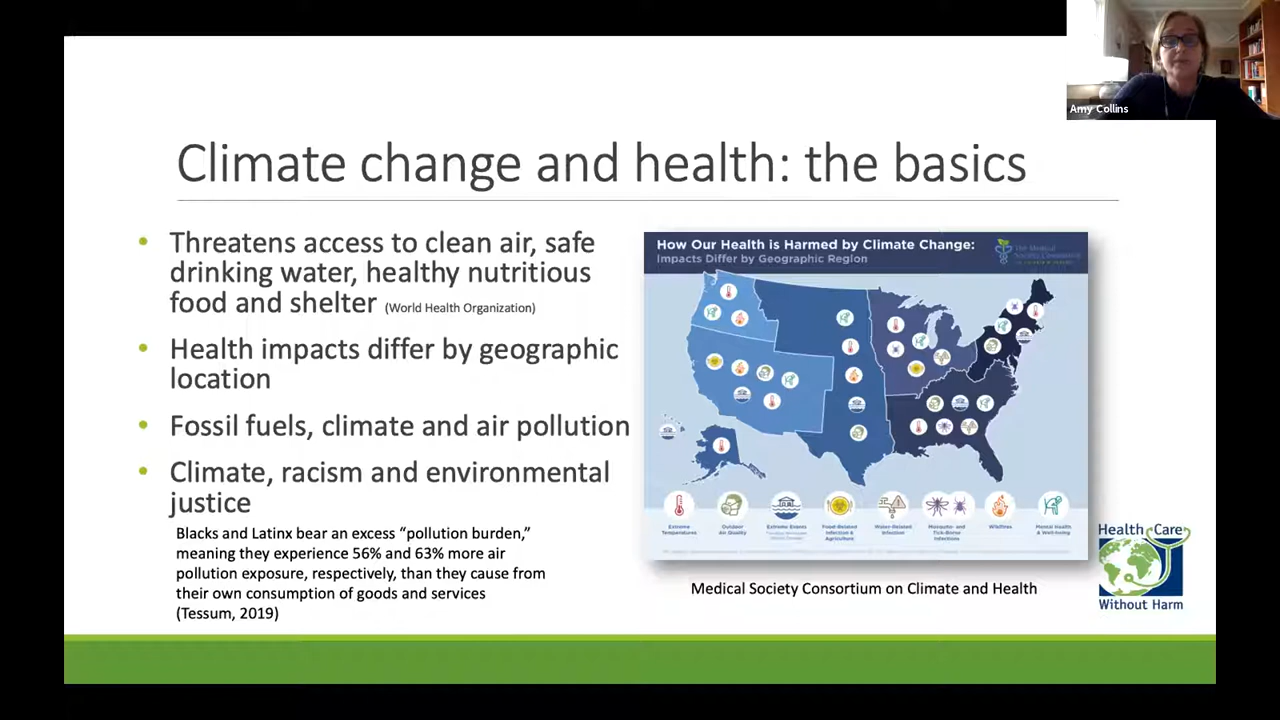 Amy Collins
Climate change and health: the basics
• Threatens access to clean air, safe
drinking water, healthy nutritious
food and shelter (World Health Organization)
• Health impacts differ by geographic
location
• Fossil fuels, climate and air pollution
• Climate, racism and environmental
justice
Blacks and Latinx bear an excess “pollution burden,”
meaning they experience 56% and 63% more air
pollution exposure, respectively, than they cause from
their own consumption of goods and services
(Tessum, 2019)
How Our Health is Harmed by Climate Change:
Impacts Differ by Geographic Region
The Medical
Society Consortium
Extreme
Temperatures
Outdoor
Air Quality
Extreme Events
Food-Related
Infection &
Agriculture
Water-Related
Infection
Mosquito- and
Tick-Borne
Infections
Wildfires
Mental Health
& Well-being
Medical Society Consortium on Climate and Health
Health Care
Without Harm